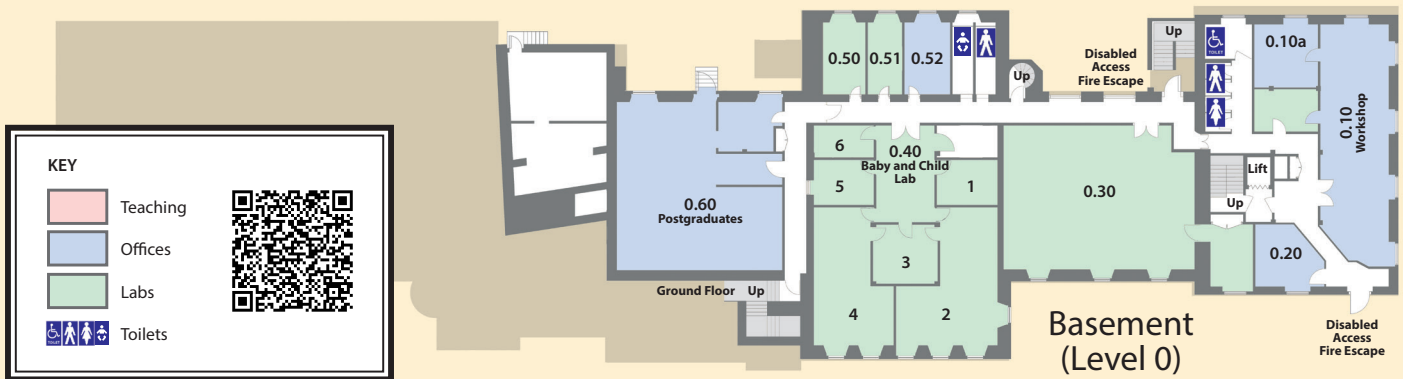 KEY
Teaching
Offices
Labs
TOILET
Toilets
0.50
0.51
0.52
Up
Disabled
Access
Fire Escape
Up
TOILET
0.10a
0.10
Workshop
6
0.40
Baby and Child
Lab
5
1
0.30
Lift
Up
0.60
Postgraduates
3
0.20
Ground Floor Up
4
2
Basement
(Level 0)
Disabled
Access
Fire Escape